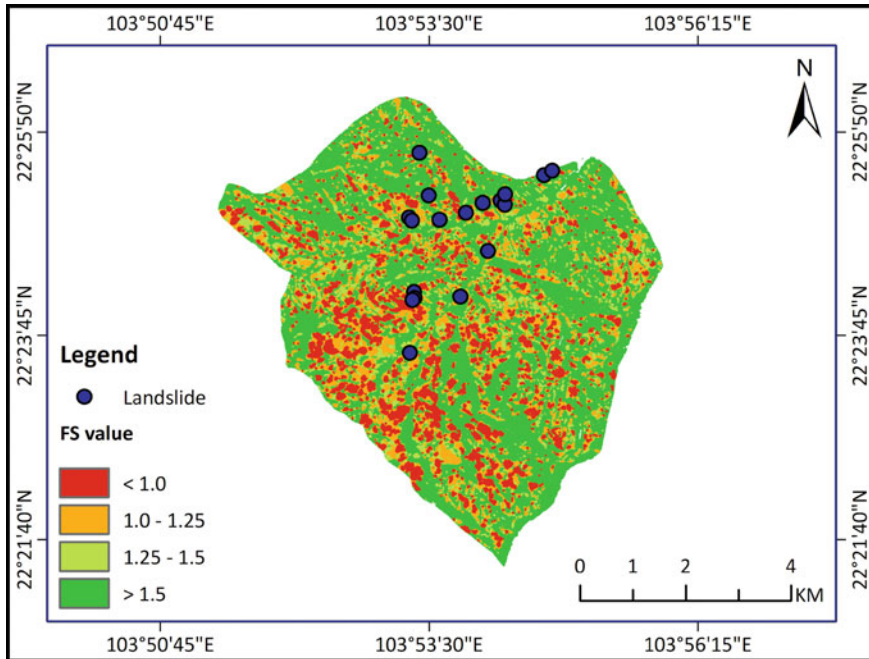 103°50'45"E 103°53'30"E 103°56'15"E
N
22°25'50"N 22°25'50"N
22°23'45"N 22°23'45"N
22°21'40"N 22°21'40"N
Legend
Landslide
FS value
< 1.0
1.0 - 1.25
1.25 - 1.5
> 1.5
0 1 2 4
KM
103°50'45"E 103°53'30"E 103°56'15"E